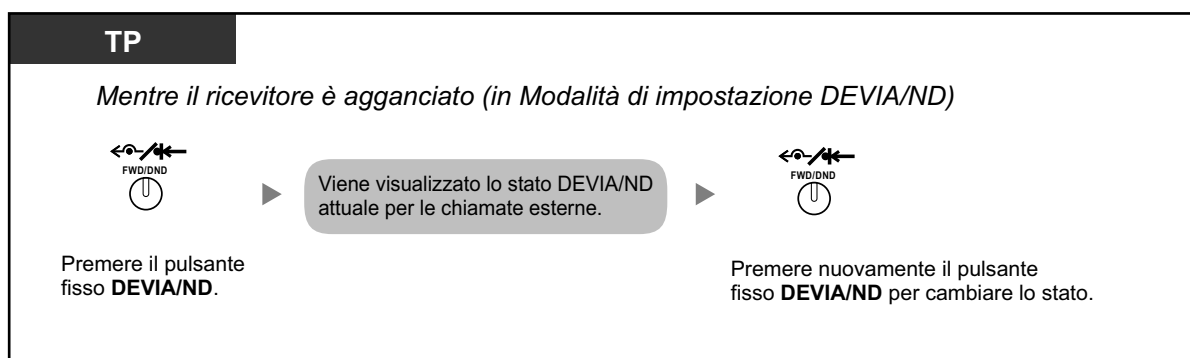 TP
Mentre il ricevitore è agganciato (in Modalità di impostazione DEVIA/ND)
FWD/DND
Premere il pulsante
fisso DEVIA/ND.
Viene visualizzato lo stato DEVIA/ND
attuale per le chiamate esterne.
FWD/DND
Premere nuovamente il pulsante
fisso DEVIA/ND per cambiare lo stato.